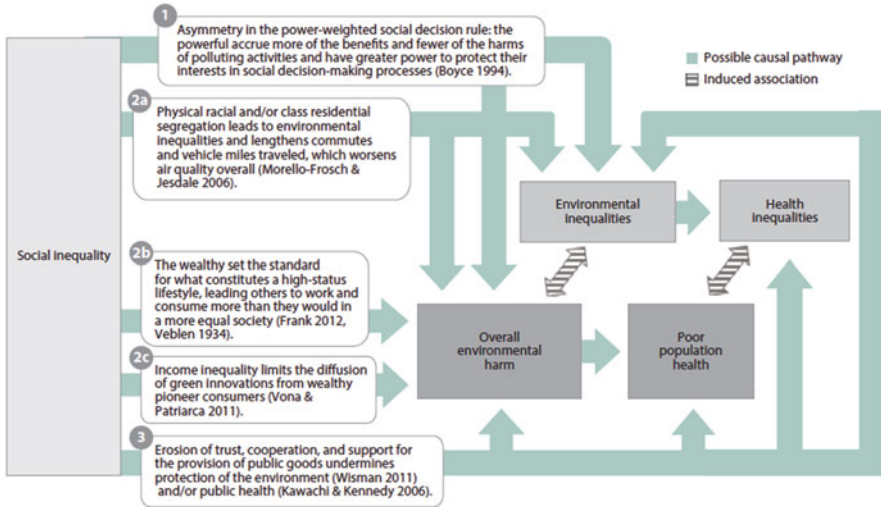 1
Asymmetry in the power-weighted social decision rule: the
powerful accrue more of the benefits and fewer of the harms
of polluting activities and have greater power to protect their
interests in social decision-making processes (Boyce 1994).
Possible causal pathway
Induced association
2a
Physical racial and/or class residential
segregation leads to environmental
inequalities and lengthens commutes
and vehicle miles traveled, which worsens
air quality overall (Morello-Frosch &
Jesdale 2006).
Environmental
inequalities
Health
inequalities
Social inequality
2b
The wealthy set the standard
for what constitutes a high-status
lifestyle, leading others to work and
consume more than they would in
a more equal society (Frank 2012,
Veblen 1934).
Overall
environmental
harm
Poor
population
health
2c
Income inequality limits the diffusion
of green innovations from wealthy
pioneer consumers (Vona &
Patriarca 2011).
3
Erosion of trust, cooperation, and support for
the provision of public goods undermines
protection of the environment (Wisman 2011)
and/or public health (Kawachi & Kennedy 2006).